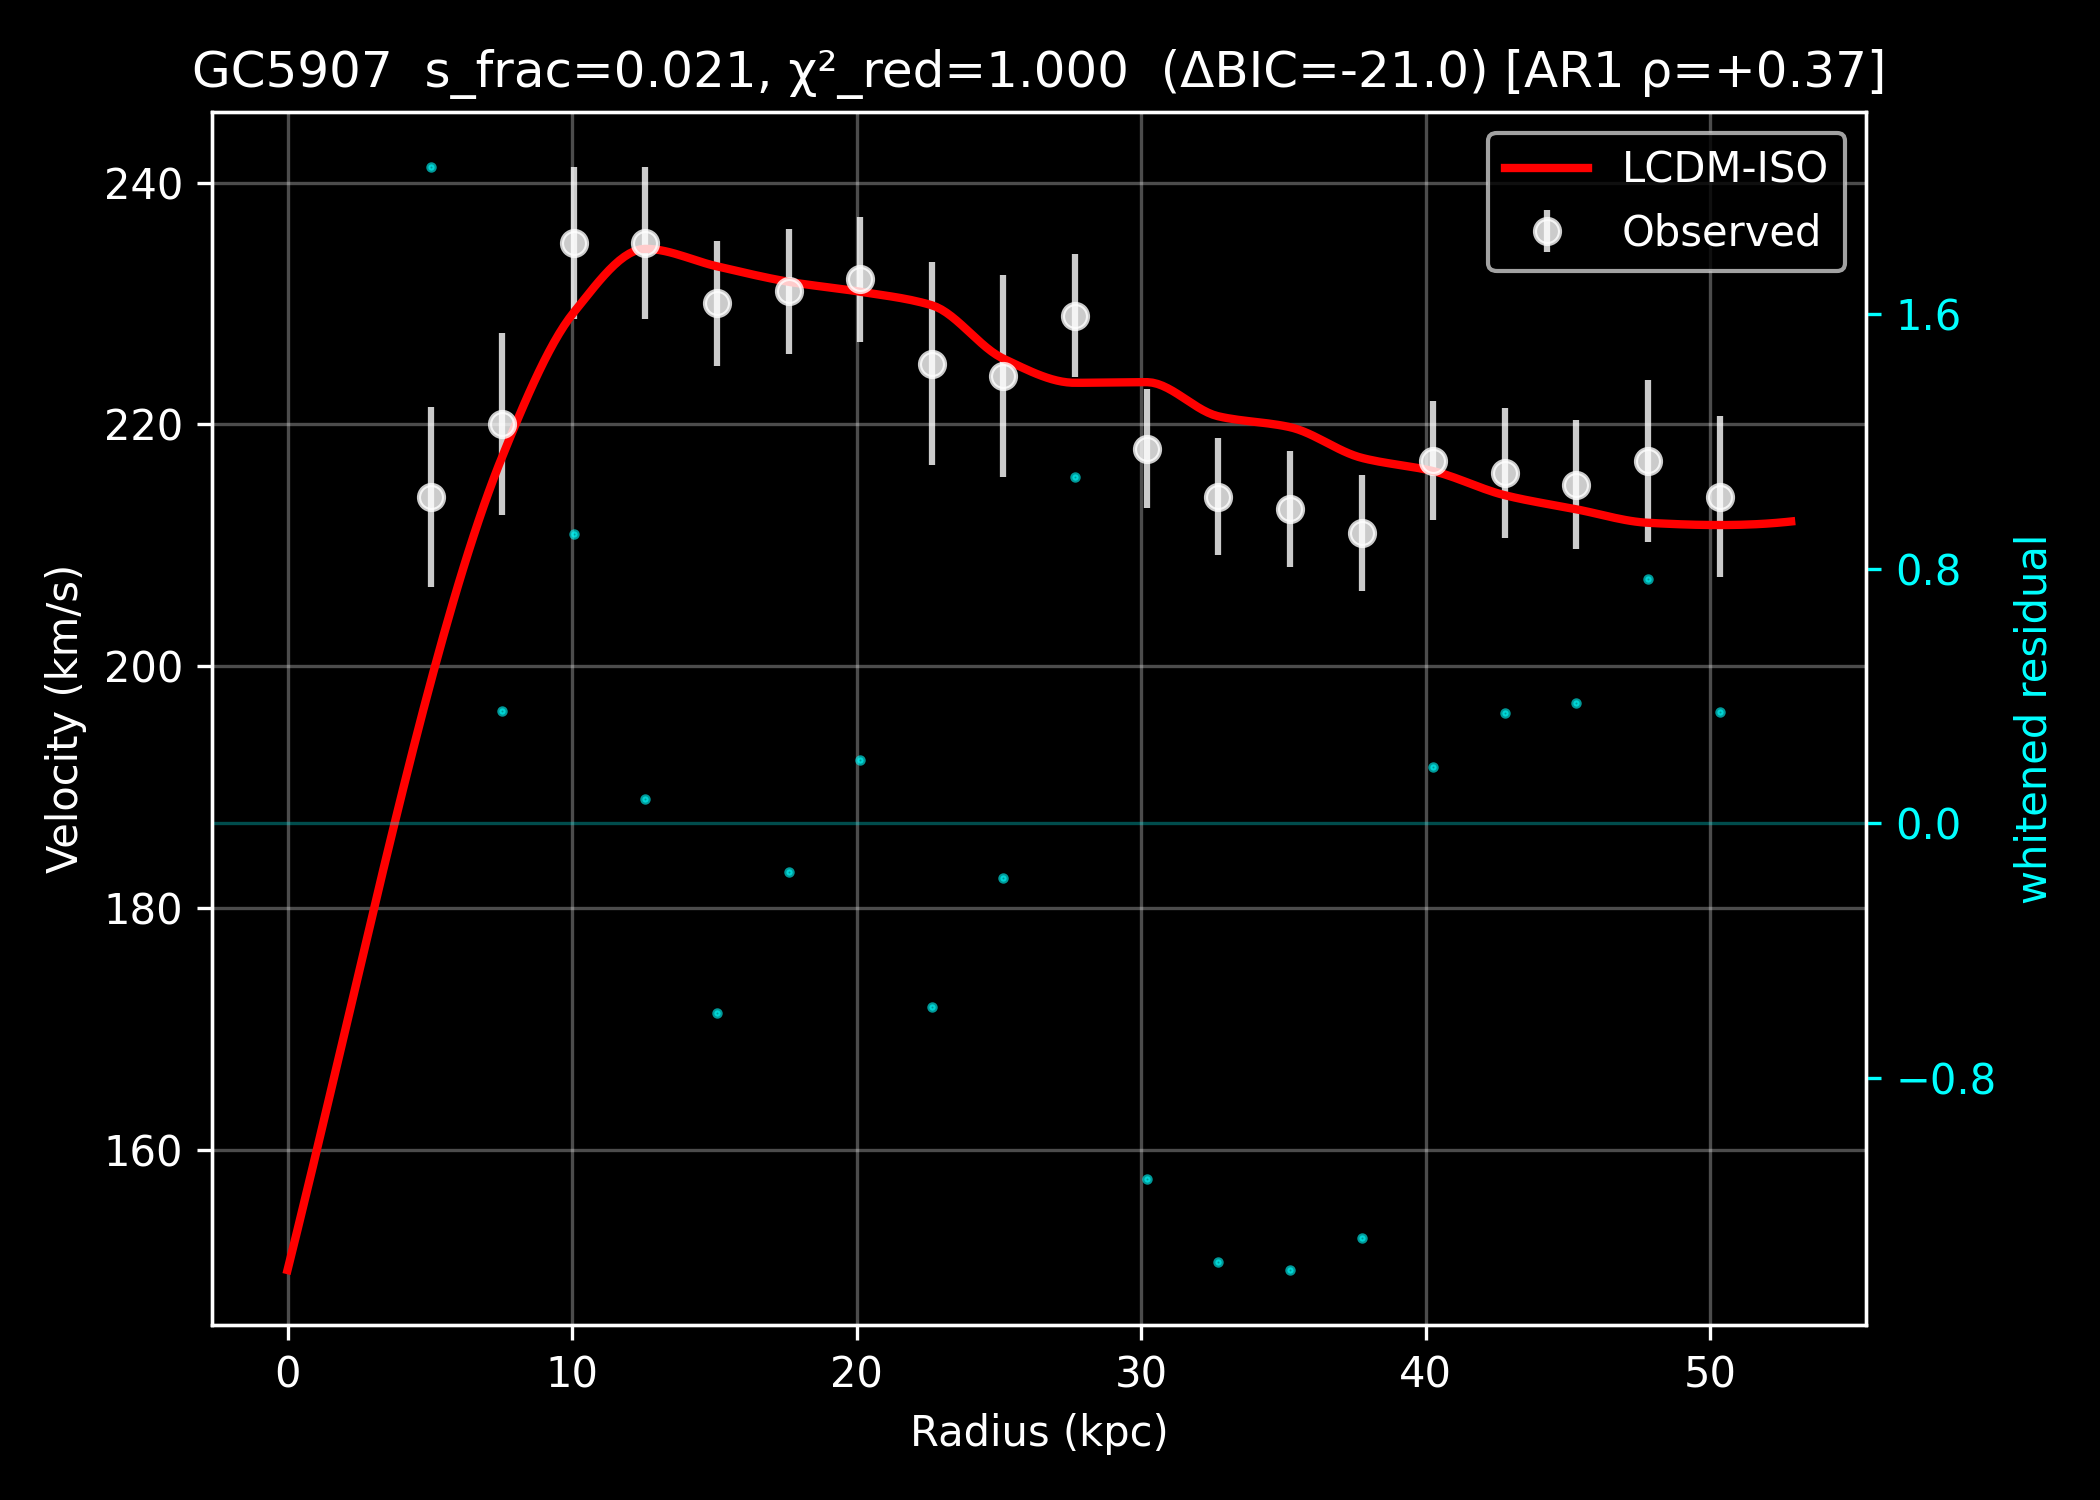 GC5907  s_frac=0.021, χ²_red=1.000  (ΔBIC=-21.0) [AR1 ρ=+0.37]
LCDM-ISO
Observed
240
220
200
180
160
Velocity (km/s)
1.6
0.8
0.0
−0.8
whitened residual
0 10 20 30 40 50
Radius (kpc)